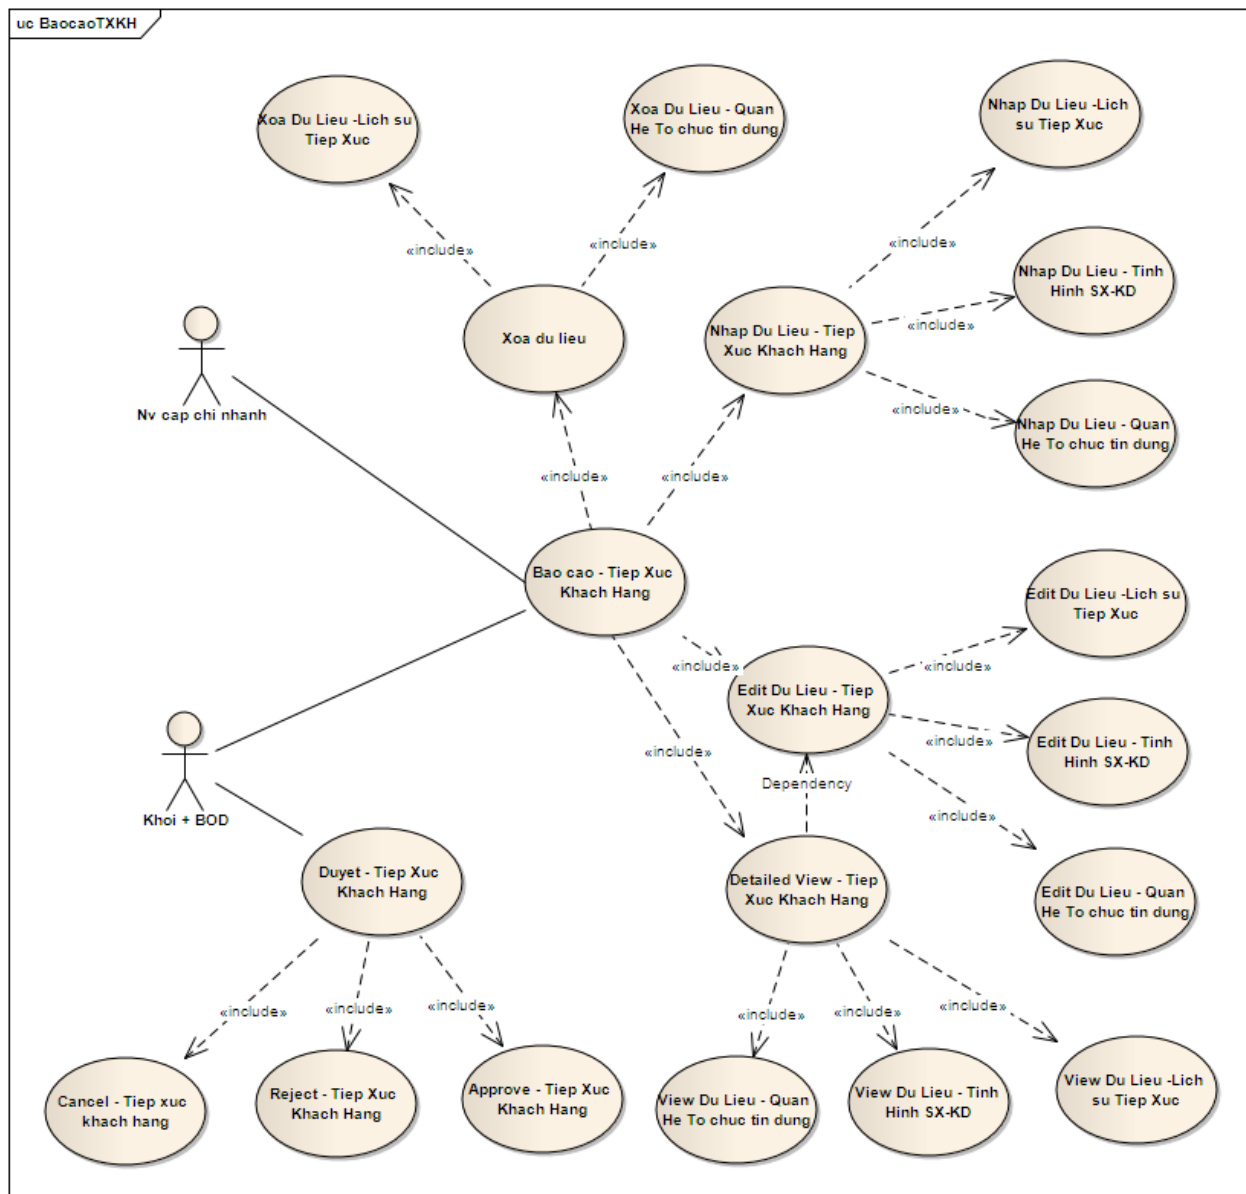 uc BaocaoTXKH
Xoa Du Lieu -Lich su
Tiep Xuc
Xoa Du Lieu - Quan
He To chuc tin dung
Nhap Du Lieu -Lich
su Tiep Xuc
«include»
«include»
«include»
Nhap Du Lieu - Tinh
Hinh SX-KD
Xoa du lieu
Nhap Du Lieu - Tiep
Xuc Khach Hang
«include»
Nv cap chi nhanh
«include»
Nhap Du Lieu - Quan
He To chuc tin dung
«include»
«include»
Bao cao - Tiep Xuc
Khach Hang
Edit Du Lieu -Lich su
Tiep Xuc
«include»
«include»
Edit Du Lieu - Tiep
Xuc Khach Hang
«include»
«include»
Edit Du Lieu - Tinh
Hinh SX-KD
Dependency
Khoi + BOD
«include»
Duyet - Tiep Xuc
Khach Hang
Detailed View - Tiep
Xuc Khach Hang
Edit Du Lieu - Quan
He To chuc tin dung
«include»
«include»
«include»
«include»
«include»
«include»
Cancel - Tiep xuc
khach hang
Reject - Tiep Xuc
Khach Hang
Approve - Tiep Xuc
Khach Hang
View Du Lieu - Quan
He To chuc tin dung
View Du Lieu - Tinh
Hinh SX-KD
View Du Lieu -Lich
su Tiep Xuc